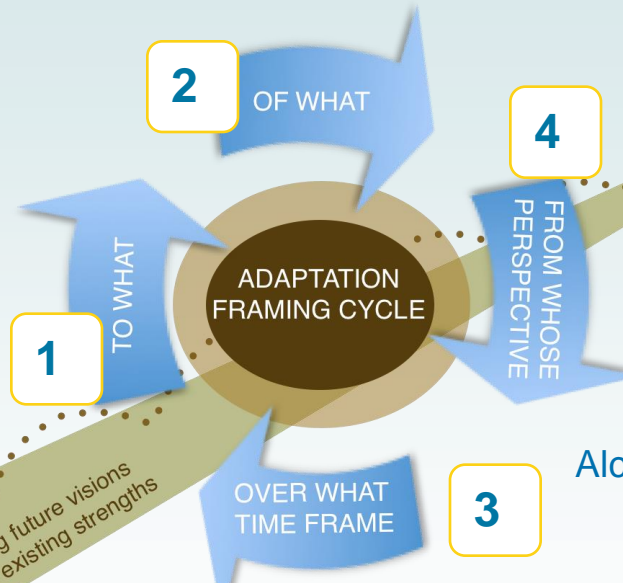 2
OF WHAT
4
FROM WHOSE
PERSPECTIVE
TO WHAT
1
ADAPTATION
FRAMING CYCLE
OVER WHAT
TIME FRAME
3
future visions
existing strengths